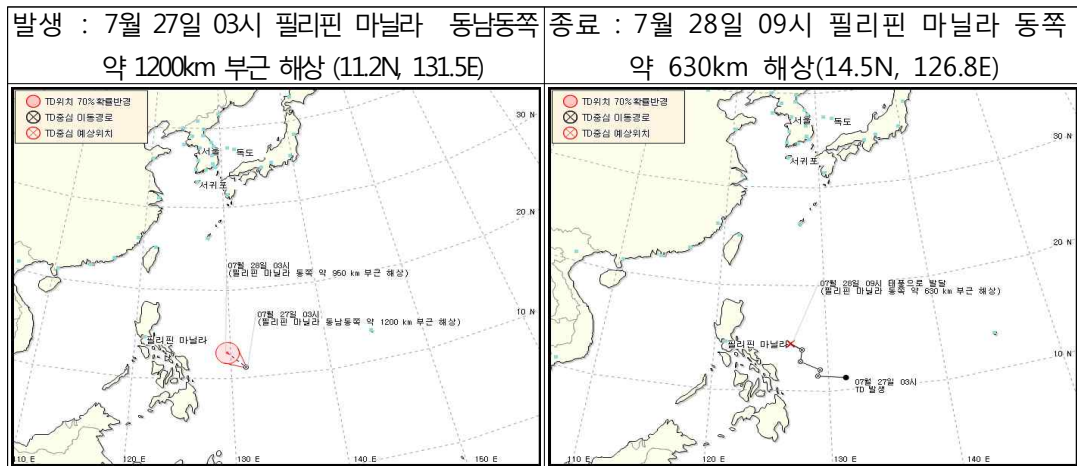 발생 : 7월 27일 03시 필리핀 마닐라 동남동쪽
약 1200km 부근 해상 (11.2N, 131.5E)
종료 : 7월 28일 09시 필리핀 마닐라 동쪽
약 630km 해상(14.5N, 126.8E)
TD위치 70%확률반경
TD중심 이동경로
TD중심 예상위치
서울
독도
서귀포
30 N
20 N
10 N
07월 28일 03시
(필리핀 마닐라 동쪽 약 950 km 부근 해상)
07월 27일 03시
(필리핀 마닐라 동남동쪽 약 1200 km 부근 해상)
필리핀 마닐라
110 E
120 E
130 E
140 E
150 E
TD위치 70%확률반경
TD중심 이동경로
TD중심 예상위치
서울
독도
서귀포
30 N
20 N
10 N
07월 28일 09시 태풍으로 발달
(필리핀 마닐라 동쪽 약 630 km 부근 해상)
필리핀 마닐라
07월 27일 03시
TD 발생
110 E
120 E
130 E
140 E